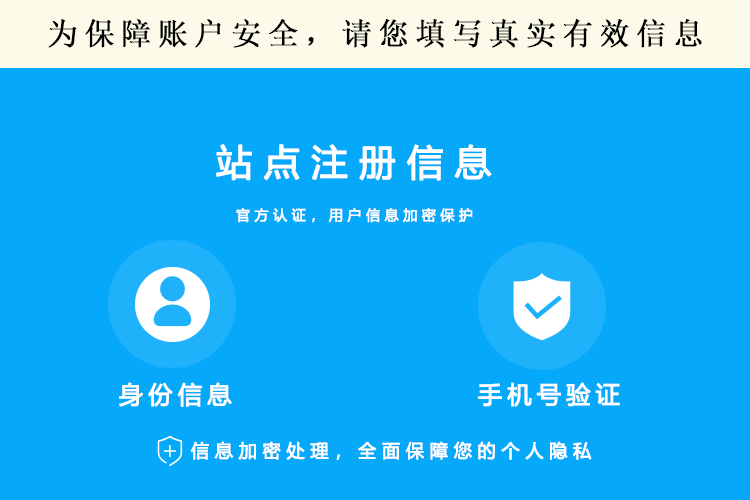 为保障账户安全，请您填写真实有效信息
站点注册信息
官方认证，用户信息加密保护
身份信息
手机号验证
信息加密处理，全面保障您的个人隐私